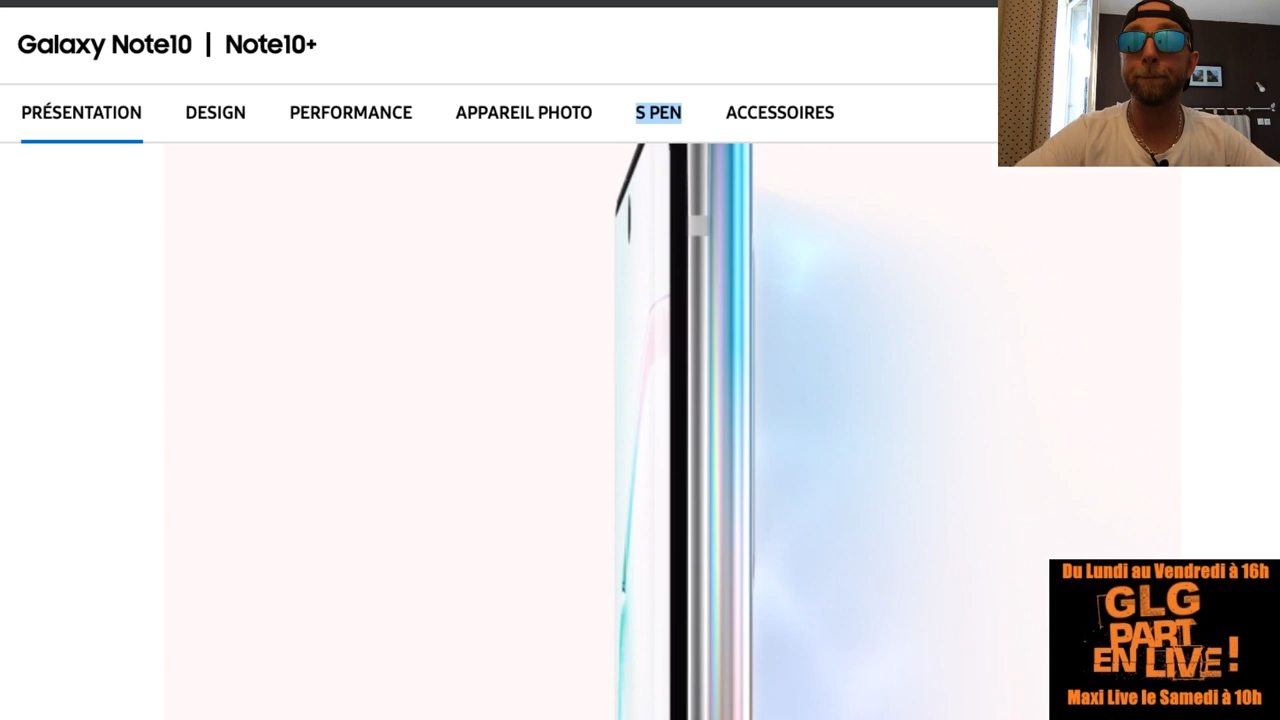 Galaxy Note10 | Note10+
PRÉSENTATION DESIGN PERFORMANCE APPAREIL PHOTO S PEN ACCESSOIRES
Du Lundi au Vendredi à 16h
GLG
PART
EN LIVE !
Maxi Live le Samedi à 10h